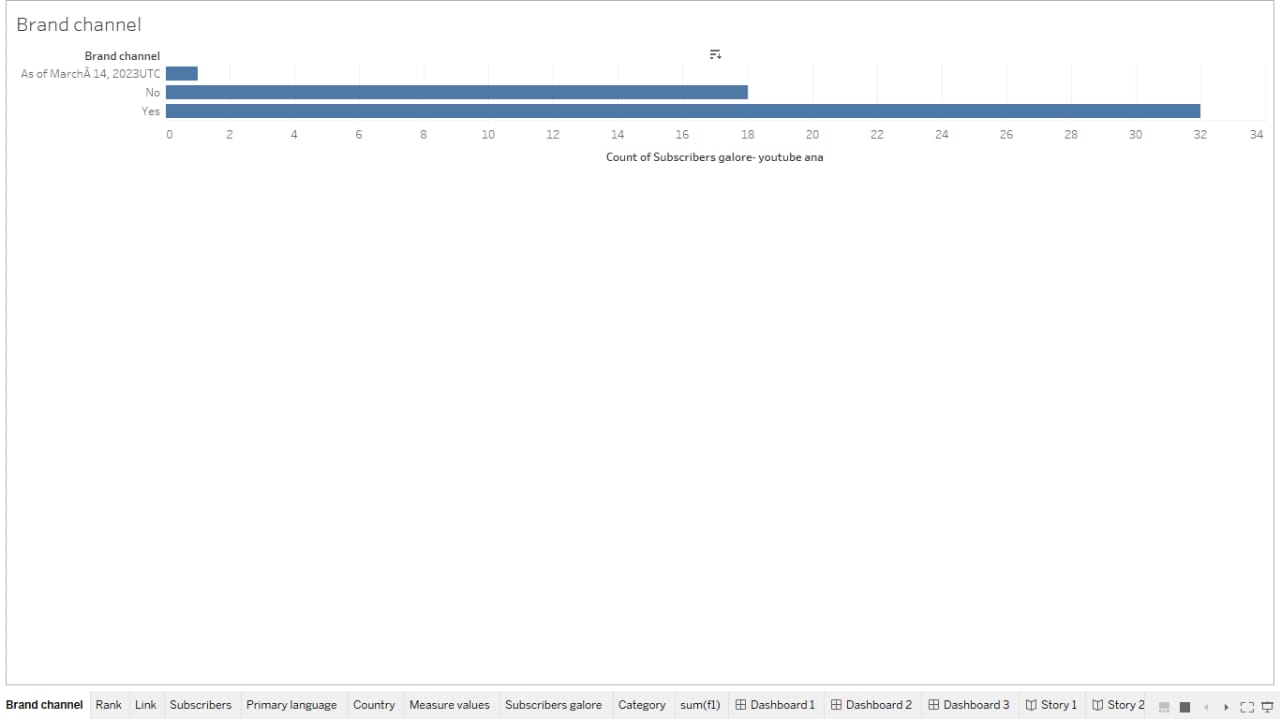 Brand channel
Brand channel
As of MarchÂ 14, 2023UTC
No
Yes
0 2 4 6 8 10 12 14 16 18 20 22 24 26 28 30 32 34
Count of Subscribers galore- youtube ana
Brand channel Rank Link Subscribers Primary language Country Measure values Subscribers galore Category sum(f1) Dashboard 1 Dashboard 2 Dashboard 3 Story 1 Story 2